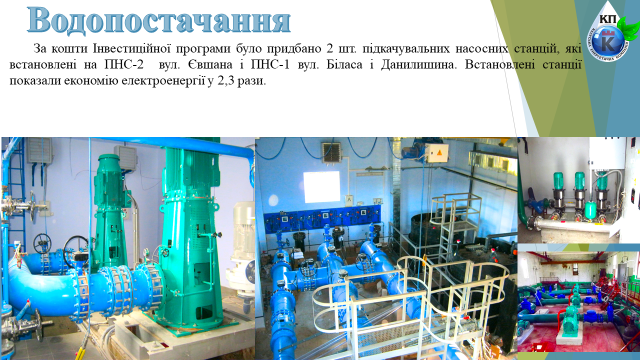 Водопостачання
За кошти Інвестиційної програми було придбано 2 шт. підкачувальних насосних станцій, які
встановлені на ПНС-2 вул. Євшана і ПНС-1 вул. Біласа і Данилишина. Встановлені станції
показали економію електроенергії у 2,3 рази.
КП